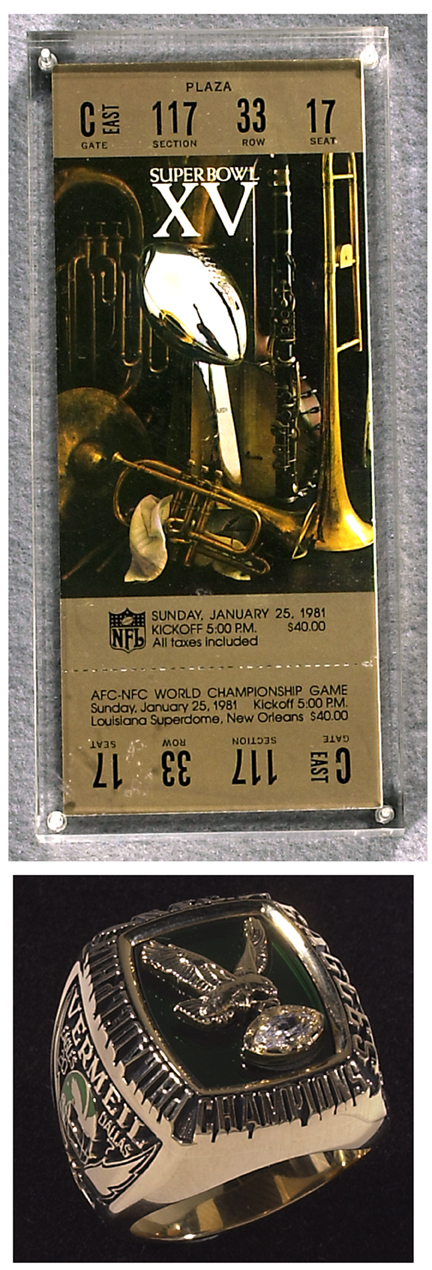 PLAZA
C EAST 117 33 17
GATE SECTION ROW SEAT
SUPER BOWL
XV
NFL
SUNDAY, JANUARY 25, 1981
KICKOFF 5:00 P.M. $40.00
All taxes included
AFC-NFC WORLD CHAMPIONSHIP GAME
Sunday, January 25, 1981 Kickoff 5:00 P.M.
Louisiana Superdome, New Orleans $40.00
GATE SECTION ROW SEAT
C EAST 117 33 17
CHAMPIONS
VERMEIL
DALLAS